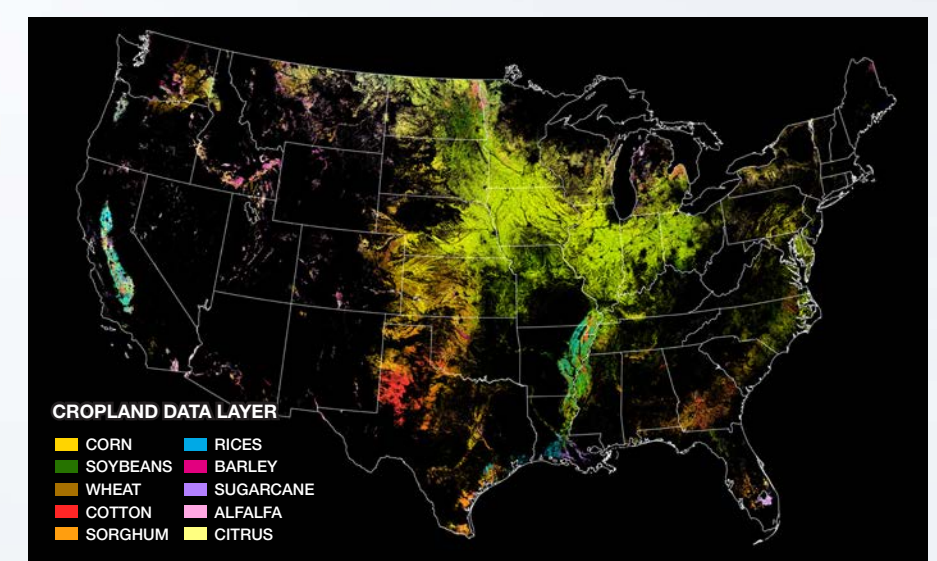 CROPLAND DATA LAYER
CORN
SOYBEANS
WHEAT
COTTON
SORGHUM
RICES
BARLEY
SUGARCANE
ALFALFA
CITRUS